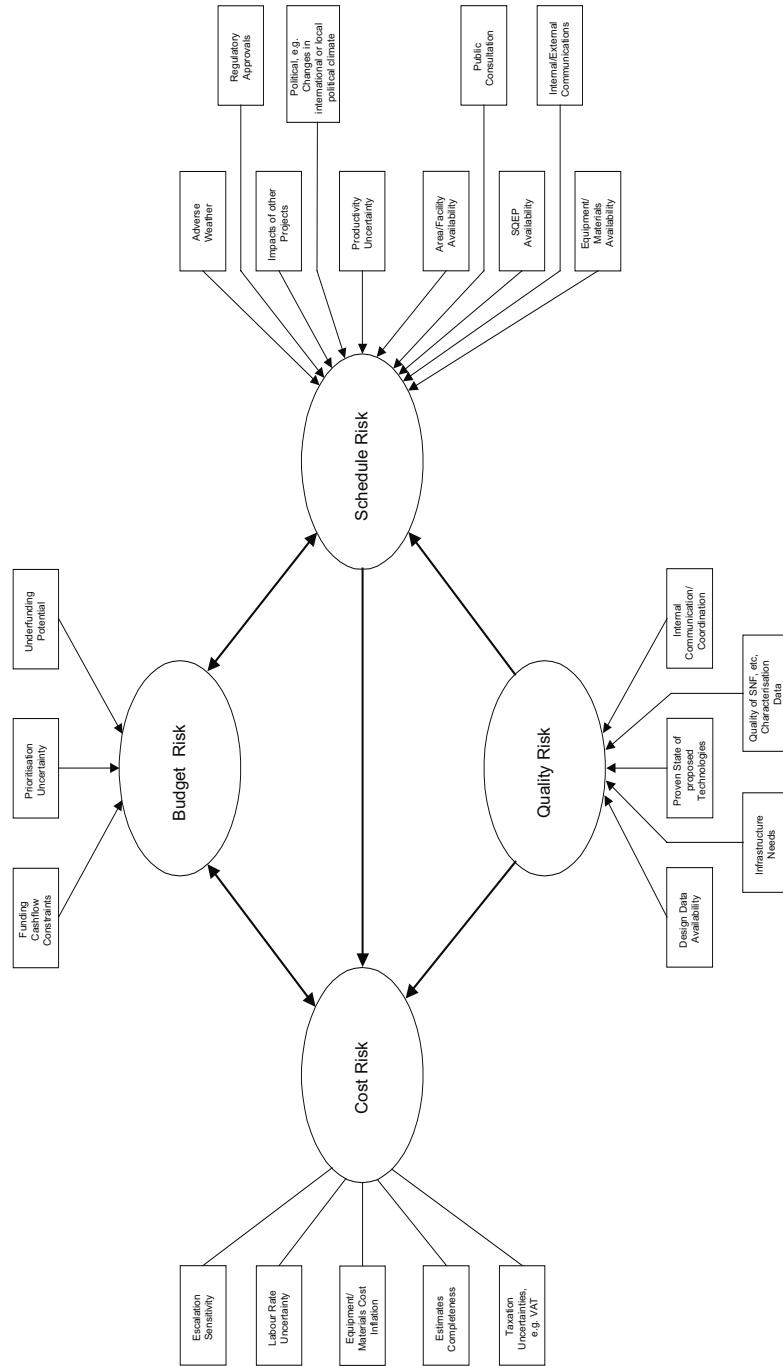 Funding
Cashflow
Constraints
Prioritisation
Uncertainty
Underfunding
Potential
Budget Risk
Escalation
Sensitivity
Labour Rate
Uncertainty
Equipment/
Materials Cost
Inflation
Estimates
Completeness
Taxation
Uncertainties,
e.g. VAT
Cost Risk
Schedule Risk
Adverse
Weather
Regulatory
Approvals
Impacts of other
Projects
Political, e.g.
Changes in
international or local
political climate
Productivity
Uncertainty
Area/Facility
Availability
Public
Consultation
SQEP
Availability
Internal/External
Communications
Equipment/
Materials
Availability
Quality Risk
Design Data
Availability
Infrastructure
Needs
Proven State of
proposed
Technologies
Quality of SNF, etc,
Characterisation
Data
Internal
Communication/
Coordination